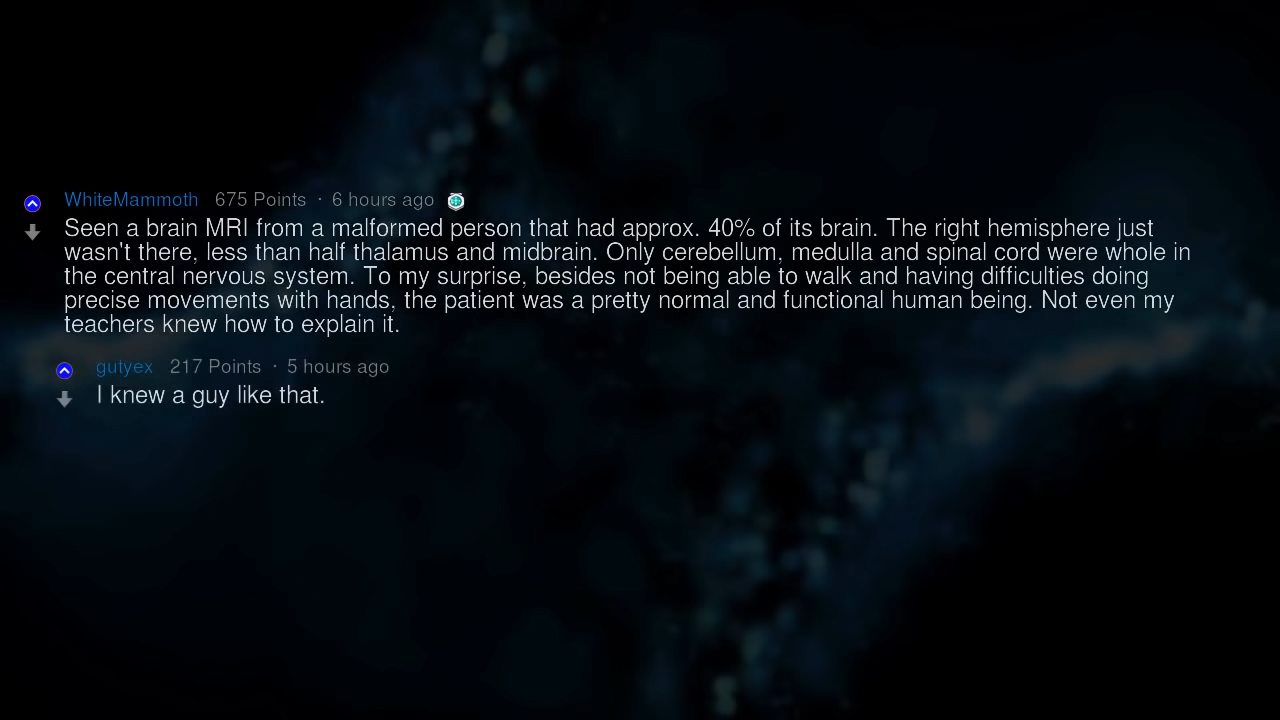 WhiteMammoth 675 Points · 6 hours ago
Seen a brain MRI from a malformed person that had approx. 40% of its brain. The right hemisphere just
wasn't there, less than half thalamus and midbrain. Only cerebellum, medulla and spinal cord were whole in
the central nervous system. To my surprise, besides not being able to walk and having difficulties doing
precise movements with hands, the patient was a pretty normal and functional human being. Not even my
teachers knew how to explain it.
gutyex 217 Points · 5 hours ago
I knew a guy like that.